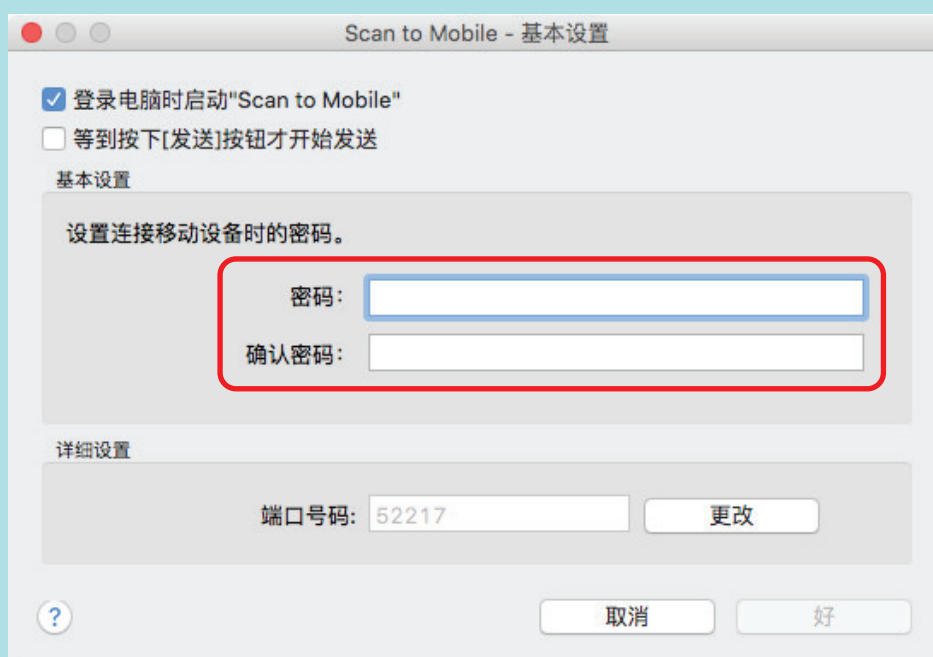 Scan to Mobile - 基本设置
登录电脑时启动"Scan to Mobile"
等到按下[发送]按钮才开始发送
基本设置
设置连接移动设备时的密码。
密码:
确认密码:
详细设置
端口号码: 52217 更改
? 取消 好